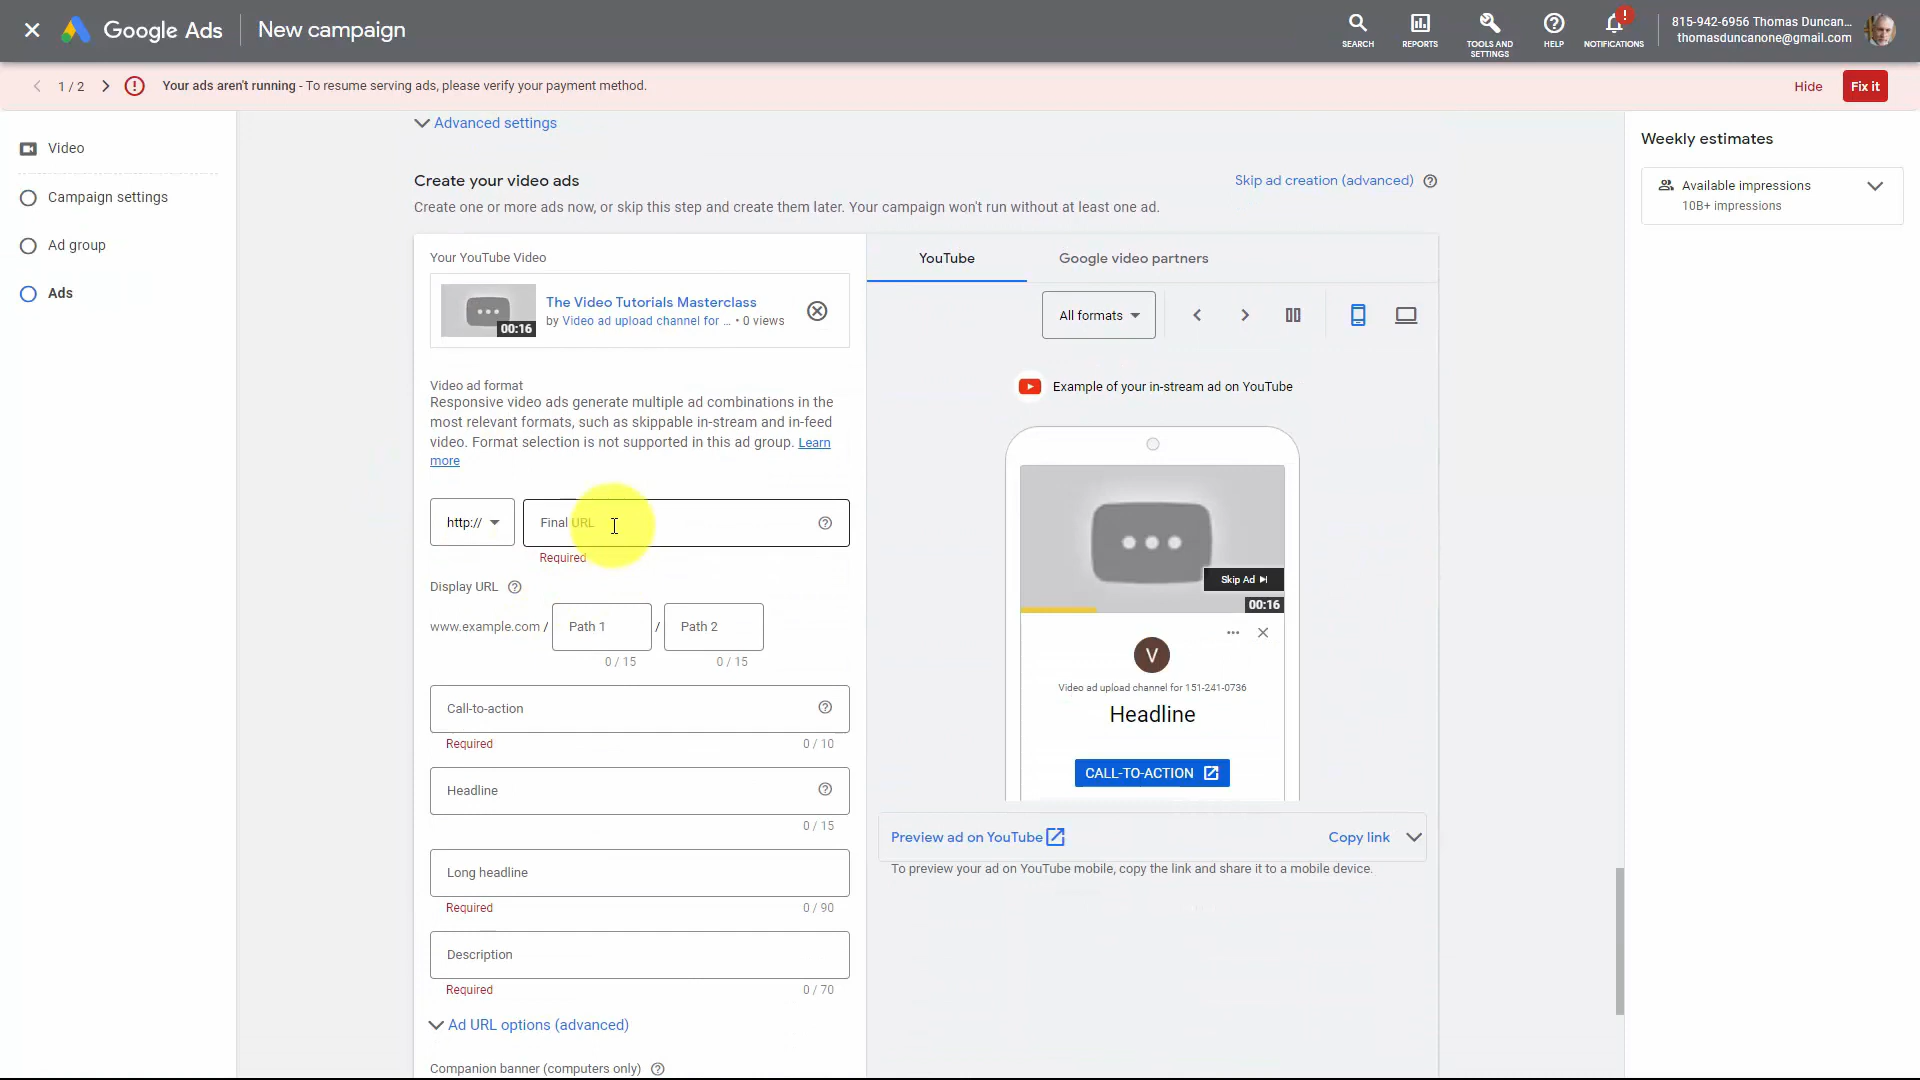 Google Ads
New campaign
SEARCH
REPORTS
TOOLS AND
SETTINGS
HELP
!
NOTIFICATIONS
815-942-6956 Thomas Duncan...
thomasduncanone@gmail.com
1 / 2
Your ads aren't running - To resume serving ads, please verify your payment method.
Hide
Fix it
Video
Campaign settings
Ad group
Ads
Advanced settings
Create your video ads
Skip ad creation (advanced)
Create one or more ads now, or skip this step and create them later. Your campaign won't run without at least one ad.
Your YouTube Video
00:16
The Video Tutorials Masterclass
by Video ad upload channel for ... • 0 views
Video ad format
Responsive video ads generate multiple ad combinations in the
most relevant formats, such as skippable in-stream and in-feed
video. Format selection is not supported in this ad group. Learn
more
http://
Final URL
Required
Display URL
www.example.com / Path 1 / Path 2
0 / 15
0 / 15
Call-to-action
Required
0 / 10
Headline
0 / 15
Long headline
Required
0 / 90
Description
Required
0 / 70
Ad URL options (advanced)
Companion banner (computers only)
YouTube
Google video partners
All formats
Example of your in-stream ad on YouTube
Skip Ad
00:16
V
Video ad upload channel for 151-241-0736
Headline
CALL-TO-ACTION
Preview ad on YouTube
Copy link
To preview your ad on YouTube mobile, copy the link and share it to a mobile device.
Weekly estimates
Available impressions
10B+ impressions